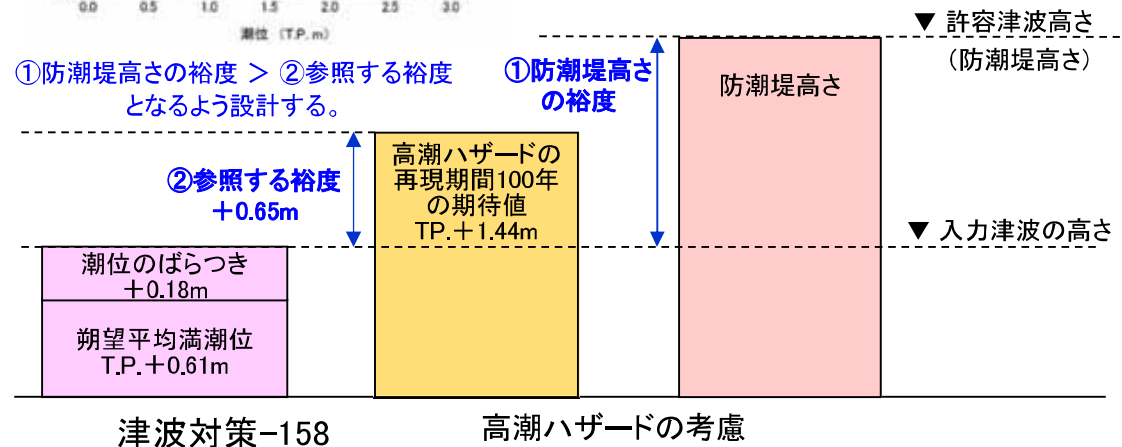 0.0 0.5 1.0 1.5 2.0 2.5 3.0
潮位 (T.P. m)
①防潮堤高さの裕度 > ②参照する裕度
となるよう設計する。
①防潮堤高さ
の裕度
▼ 許容津波高さ
(防潮堤高さ)
防潮堤高さ
②参照する裕度
+0.65m
高潮ハザードの
再現期間100年
の期待値
TP.+1.44m
▼ 入力津波の高さ
潮位のばらつき
+0.18m
朔望平均満潮位
T.P.+0.61m
津波対策-158
高潮ハザードの考慮